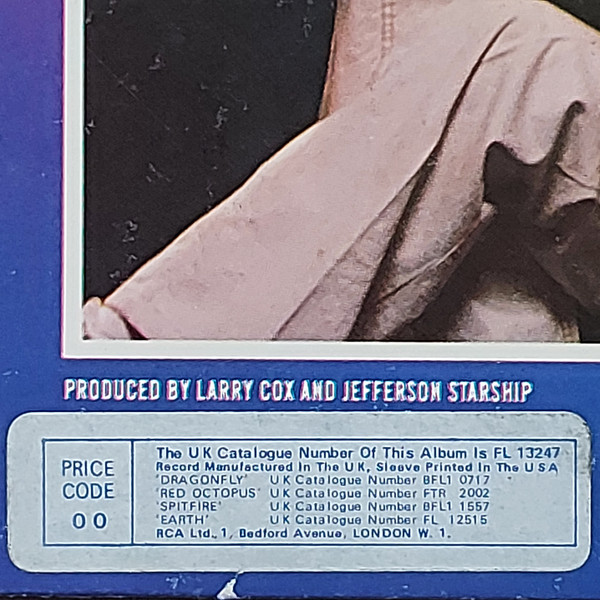 PRODUCED BY LARRY COX AND JEFFERSON STARSHIP
PRICE
CODE
00
The UK Catalogue Number Of This Album Is FL 13247
Record Manufactured In The UK, Sleeve Printed In The USA
'DRAGONFLY' UK Catalogue Number BFL1 0717
'RED OCTOPUS' UK Catalogue Number FTR 2002
'SPITFIRE' UK Catalogue Number BFL1 1557
'EARTH' UK Catalogue Number FL 12515
RCA Ltd., 1, Bedford Avenue, LONDON W. 1.